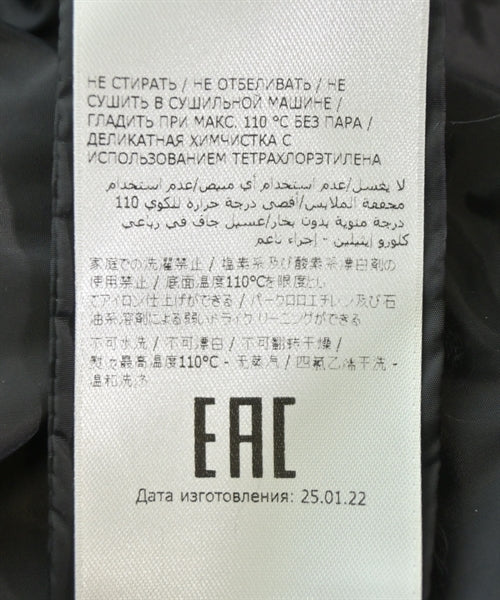 НЕ СТИРАТЬ / НЕ ОТБЕЛИВАТЬ / НЕ
СУШИТЬ В СУШИЛЬНОЙ МАШИНЕ /
ГЛАДИТЬ ПРИ МАКС. 110 °C БЕЗ ПАРА /
ДЕЛИКАТНАЯ ХИМЧИСТКА С
ИСПОЛЬЗОВАНИЕМ ТЕТРАХЛОРЭТИЛЕНА
لا يغسل/عدم استخدام أي مبيض/عدم استخدام
مجففة الملابس/أقصى درجة حرارة للكوي 110
درجة مئوية بدون بخار/غسيل جاف في رباعي
كلورو إيثيلين - إجراء ناعم
家庭での洗濯禁止 / 塩素系及び酸素系漂白剤の
使用禁止 / 底面温度110°Cを限度とし
てアイロン仕上げができる / パークロロエチレン及び石
油系溶剤による弱いドライクリーニングができる
不可水洗 / 不可漂白 / 不可翻转干燥 /
熨斗最高温度110°C - 无蒸汽 / 四氯乙烯干洗 -
温和洗涤
EAC
Дата изготовления: 25.01.22